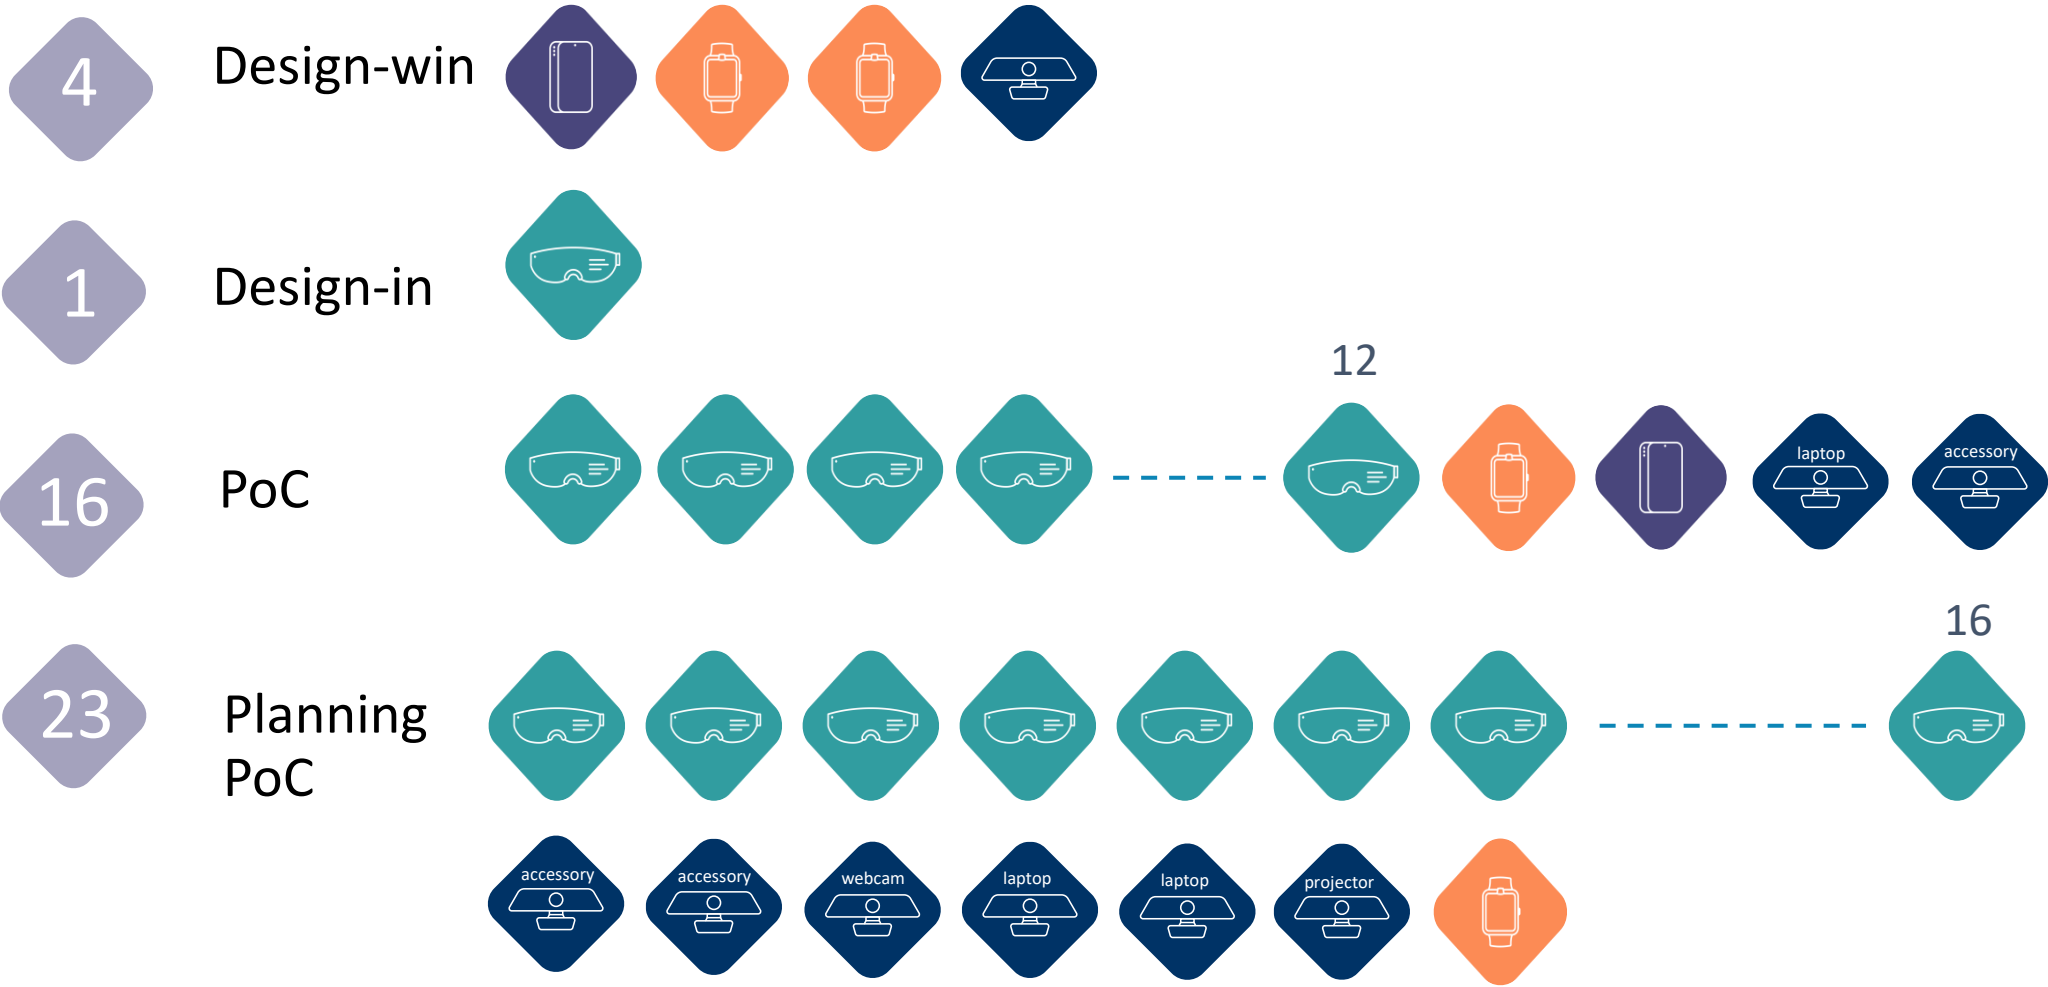 4
Design-win
1
Design-in
12
16
PoC
laptop
accessory
16
23
Planning
PoC
accessory
accessory
webcam
laptop
laptop
projector